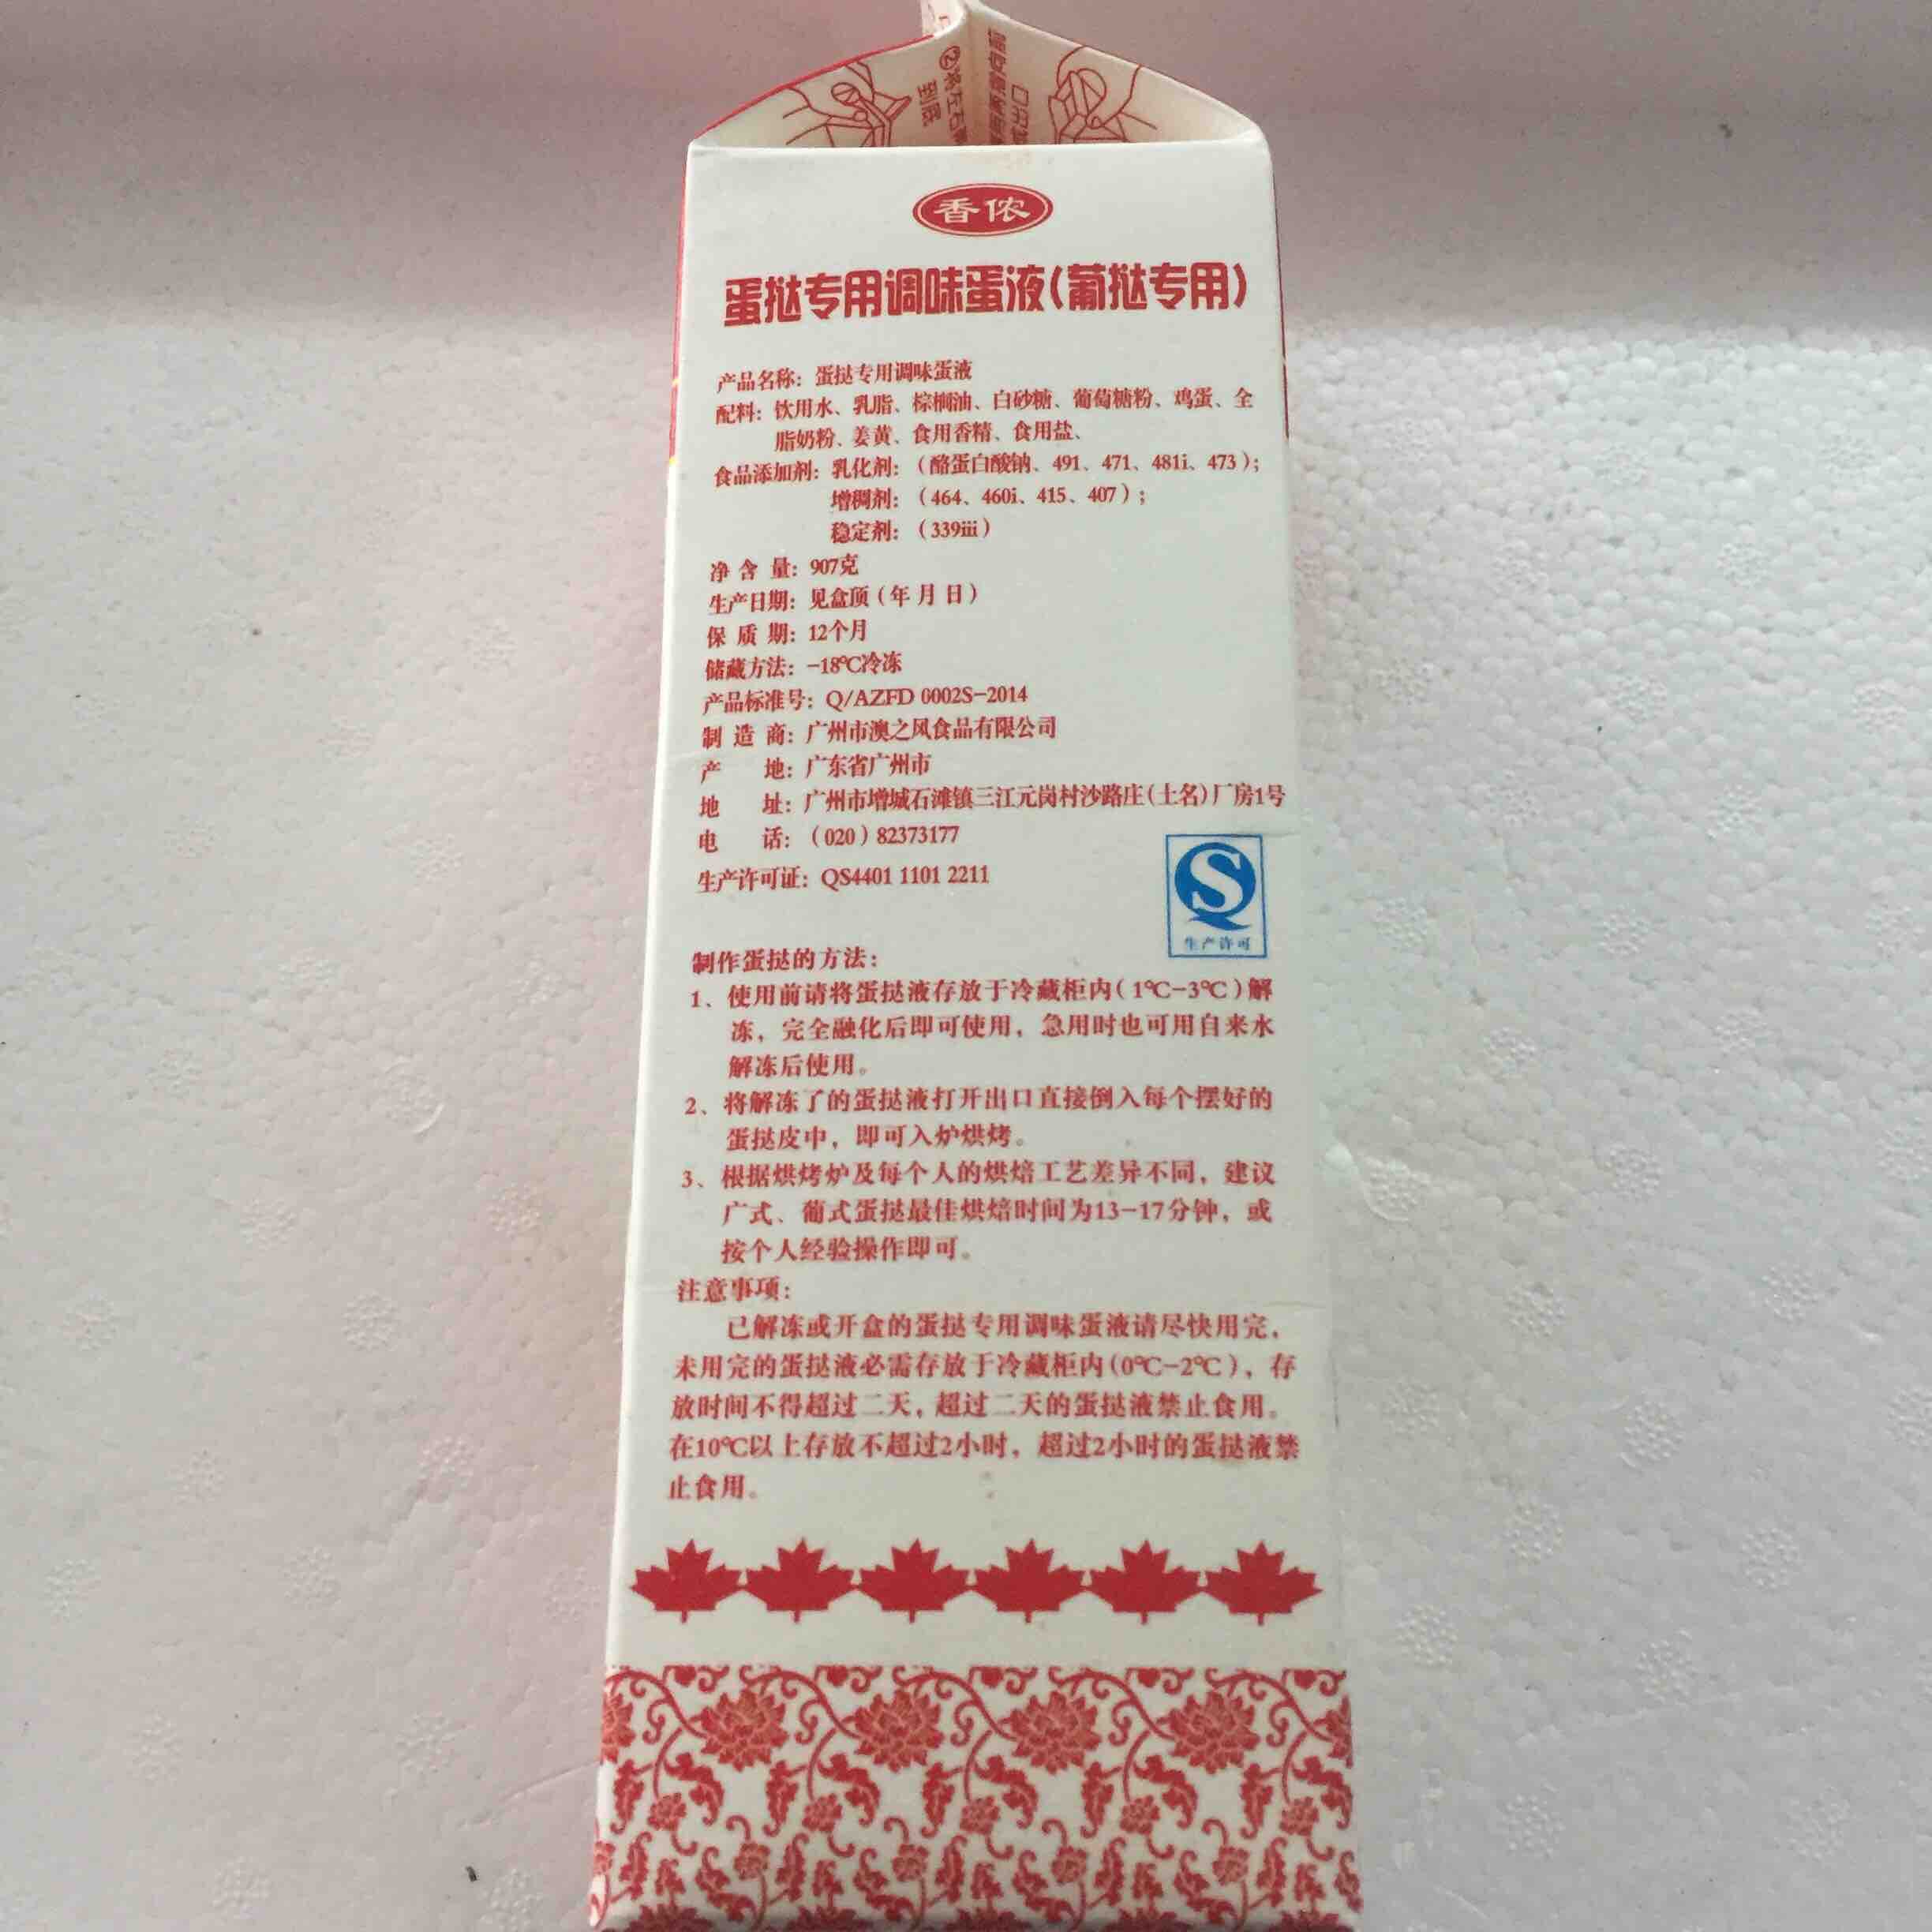 ②将左右
到底
香侬
蛋挞专用调味蛋液(葡挞专用)
产品名称：蛋挞专用调味蛋液
配料：饮用水、乳脂、棕榈油、白砂糖、葡萄糖粉、鸡蛋、全
脂奶粉、姜黄、食用香精、食用盐、
食品添加剂：乳化剂：（酪蛋白酸钠、491、471、481i、473）；
增稠剂：（464、460i、415、407）；
稳定剂：（339iii）
净含量：907克
生产日期：见盒顶（年月日）
保质期：12个月
储藏方法：-18℃冷冻
产品标准号：Q/AZFD 0002S-2014
制造商：广州市澳之风食品有限公司
产地：广东省广州市
地址：广州市增城石滩镇三江元岗村沙路庄(土名)厂房1号
电话：（020）82373177
生产许可证：QS4401 1101 2211
生产许可
制作蛋挞的方法：
1、使用前请将蛋挞液存放于冷藏柜内(1℃-3℃)解
冻，完全融化后即可使用，急用时也可用自来水
解冻后使用。
2、将解冻了的蛋挞液打开出口直接倒入每个摆好的
蛋挞皮中，即可入炉烘烤。
3、根据烘烤炉及每个人的烘焙工艺差异不同，建议
广式、葡式蛋挞最佳烘焙时间为13-17分钟，或
按个人经验操作即可。
注意事项：
已解冻或开盒的蛋挞专用调味蛋液请尽快用完，
未用完的蛋挞液必需存放于冷藏柜内(0℃-2℃)，存
放时间不得超过二天，超过二天的蛋挞液禁止食用。
在10℃以上存放不超过2小时，超过2小时的蛋挞液禁
止食用。